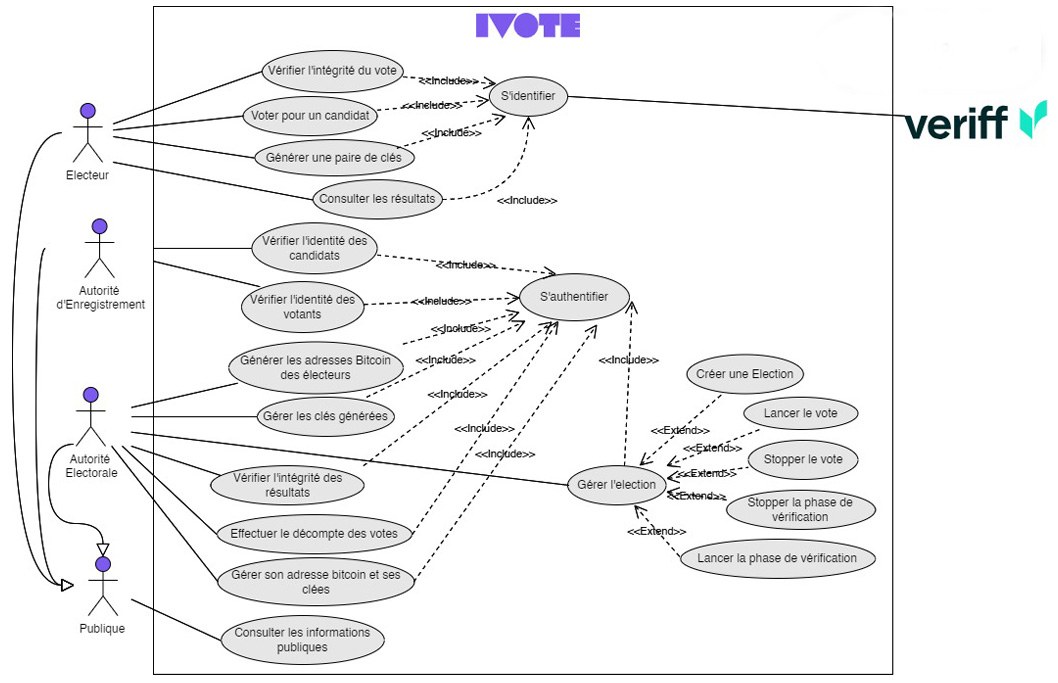 IVOTE
Vérifier l'intégrité du vote
<<Include>>
S'identifier
Voter pour un candidat
<<Include>>
veriff
<<Include>>
Générer une paire de clés
Electeur
Consulter les résultats
<<Include>>
Vérifier l'identité des
candidats
<<Include>>
Autorité
d'Enregistrement
Vérifier l'identité des
votants
<<Include>>
S'authentifier
<<Include>>
Générer les adresses Bitcoin
des électeurs
<<Include>>
<<Include>>
Créer une Election
<<Include>>
Gérer les clés générées
Lancer le vote
<<Extend>>
<<Include>>
<<Extend>>
Autorité
Electorale
<<Include>>
Stopper le vote
<<Extend>>
Vérifier l'intégrité des
résultats
Gérer l'election
<<Extend>>
Stopper la phase de
vérification
Effectuer le décompte des votes
<<Extend>>
Lancer la phase de vérification
Gérer son adresse bitcoin et ses
clées
Publique
Consulter les informations
publiques